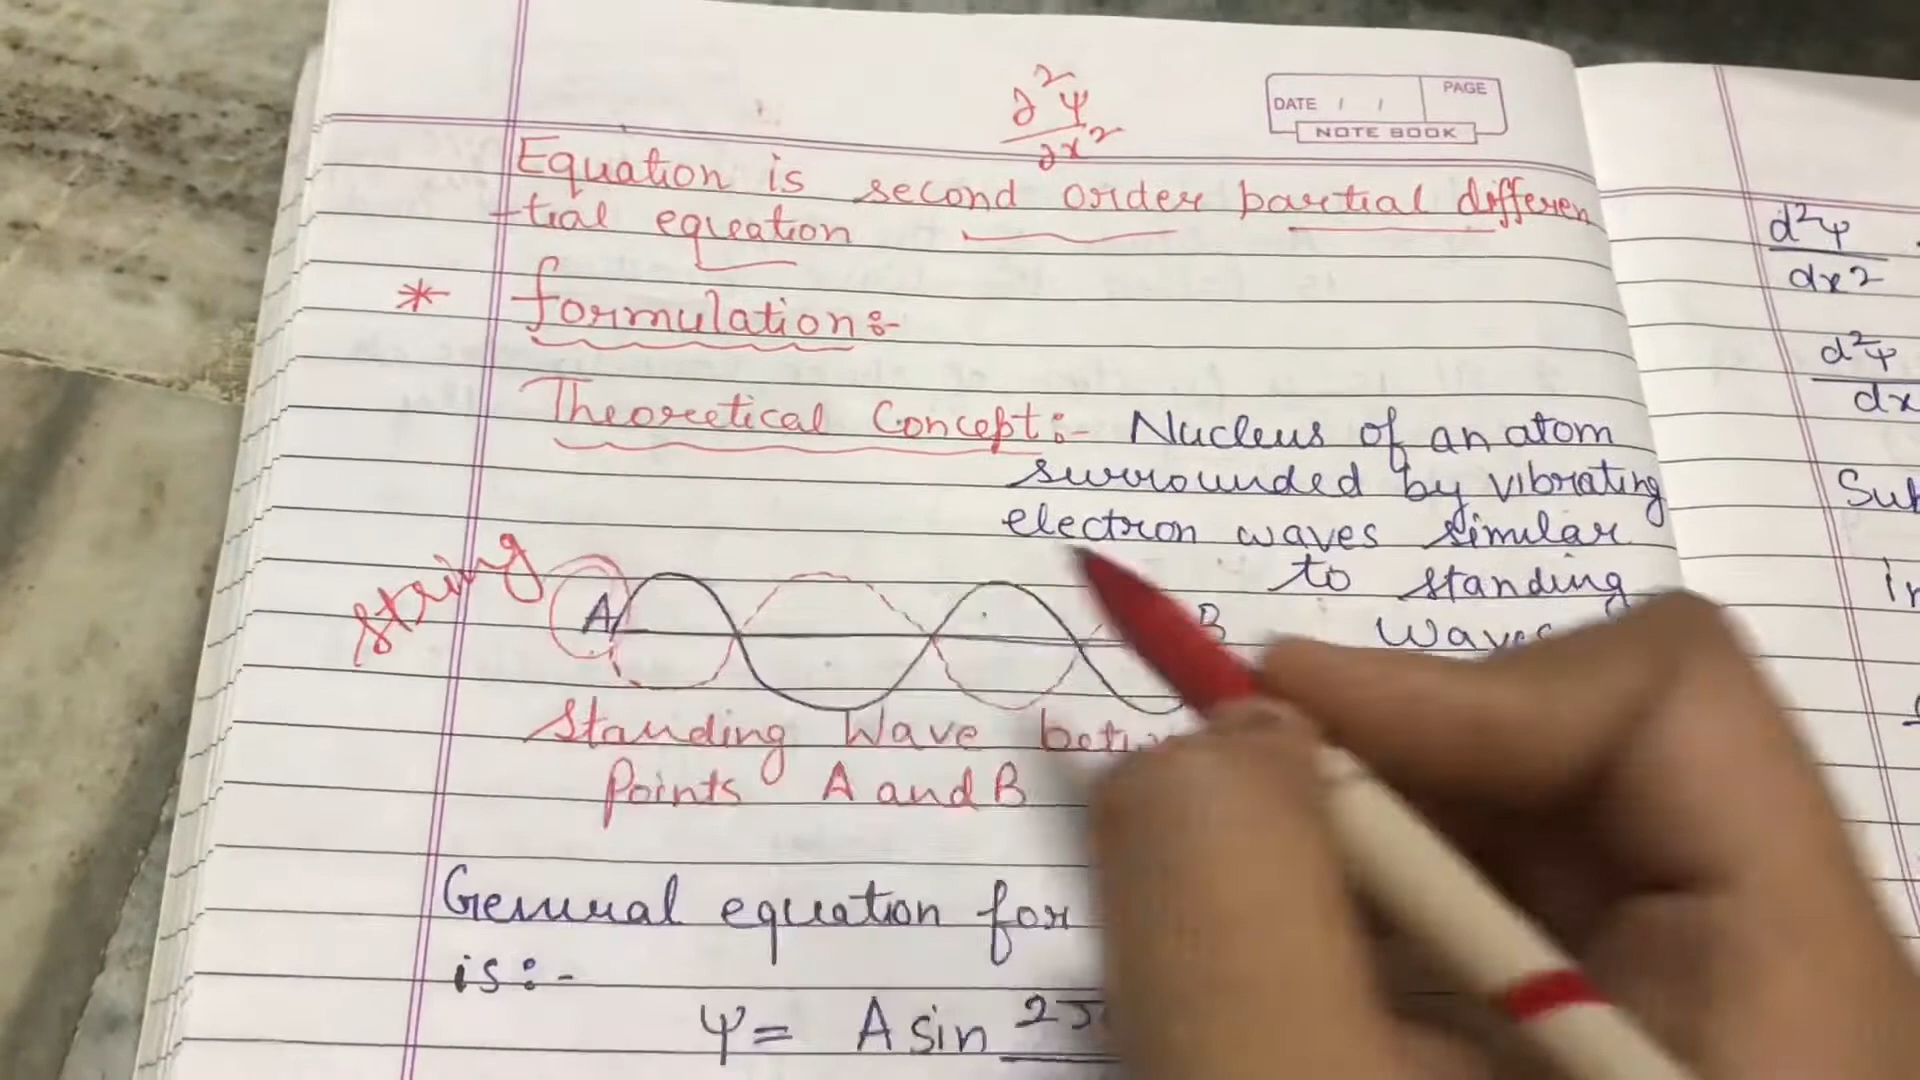 ∂²ψ
∂x²
DATE / / PAGE
NOTE BOOK
Equation is second order partial differen
-tial equation
* formulation:-
Theoretical Concept:- Nucleus of an atom
surrounded by vibrating
electron waves similar
to standing
string
A B
Standing Wave
Points A and B
General equation for
is:-
ψ = A sin 2
d²ψ
dx2
d²ψ
dx